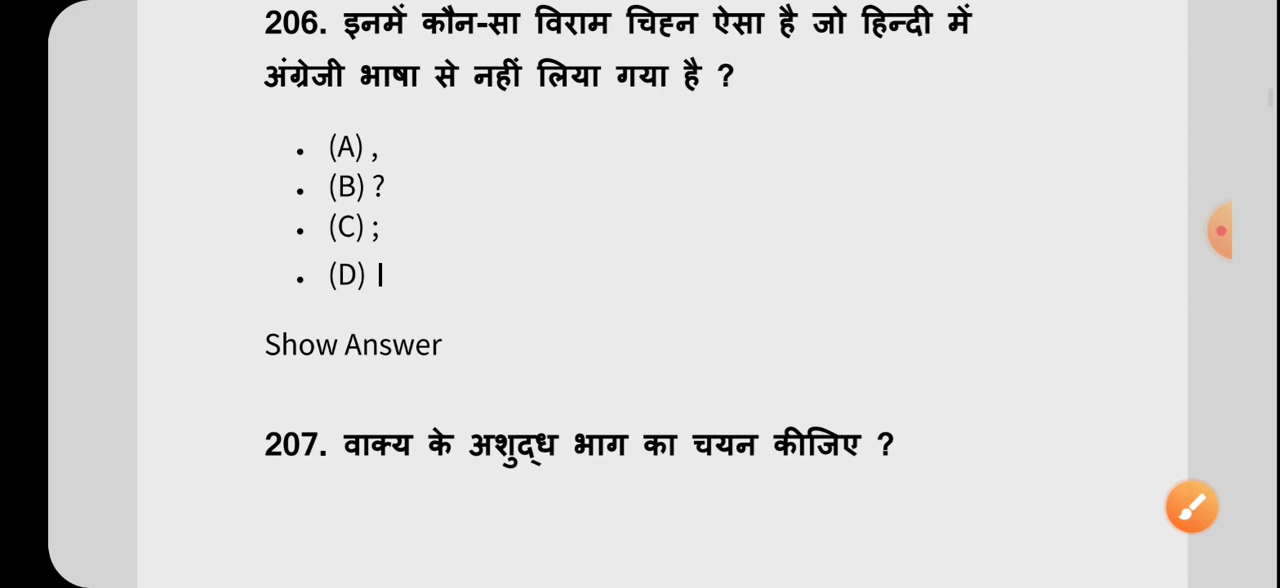 206. इनमें कौन-सा विराम चिह्न ऐसा है जो हिन्दी में
अंग्रेजी भाषा से नहीं लिया गया है ?
• (A) ,
• (B) ?
• (C) ;
• (D) ।
Show Answer
207. वाक्य के अशुद्ध भाग का चयन कीजिए ?